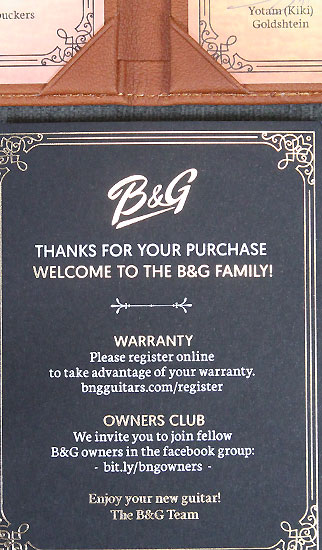 Yotam (Kiki)
Goldshtein
B&G
THANKS FOR YOUR PURCHASE
WELCOME TO THE B&G FAMILY!
WARRANTY
Please register online
to take advantage of your warranty.
bngguitars.com/register
OWNERS CLUB
We invite you to join fellow
B&G owners in the facebook group:
- bit.ly/bngowners -
Enjoy your new guitar!
The B&G Team